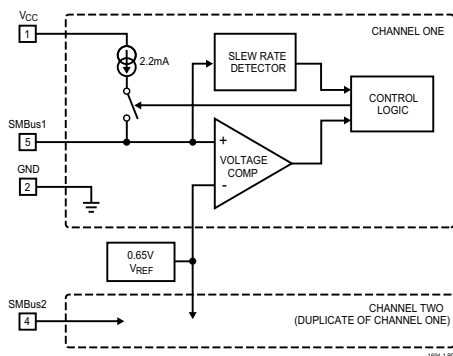 VCC
1
CHANNEL ONE
2.2mA
SLEW RATE
DETECTOR
CONTROL
LOGIC
SMBus1
5
+
VOLTAGE
COMP
-
GND
2
0.65V
VREF
SMBus2
4
CHANNEL TWO
(DUPLICATE OF CHANNEL ONE)